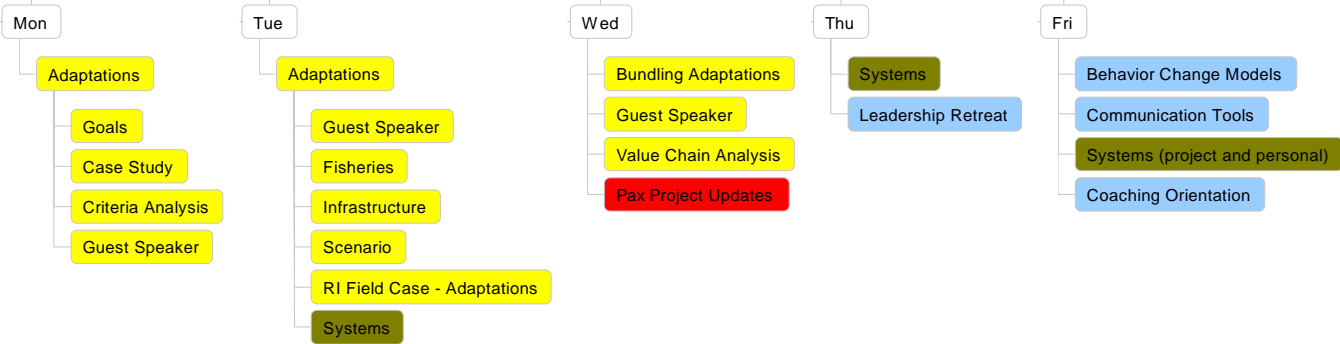 Mon
Adaptations
Goals
Case Study
Criteria Analysis
Guest Speaker
Tue
Adaptations
Guest Speaker
Fisheries
Infrastructure
Scenario
RI Field Case - Adaptations
Systems
Wed
Bundling Adaptations
Guest Speaker
Value Chain Analysis
Pax Project Updates
Thu
Systems
Leadership Retreat
Fri
Behavior Change Models
Communication Tools
Systems (project and personal)
Coaching Orientation